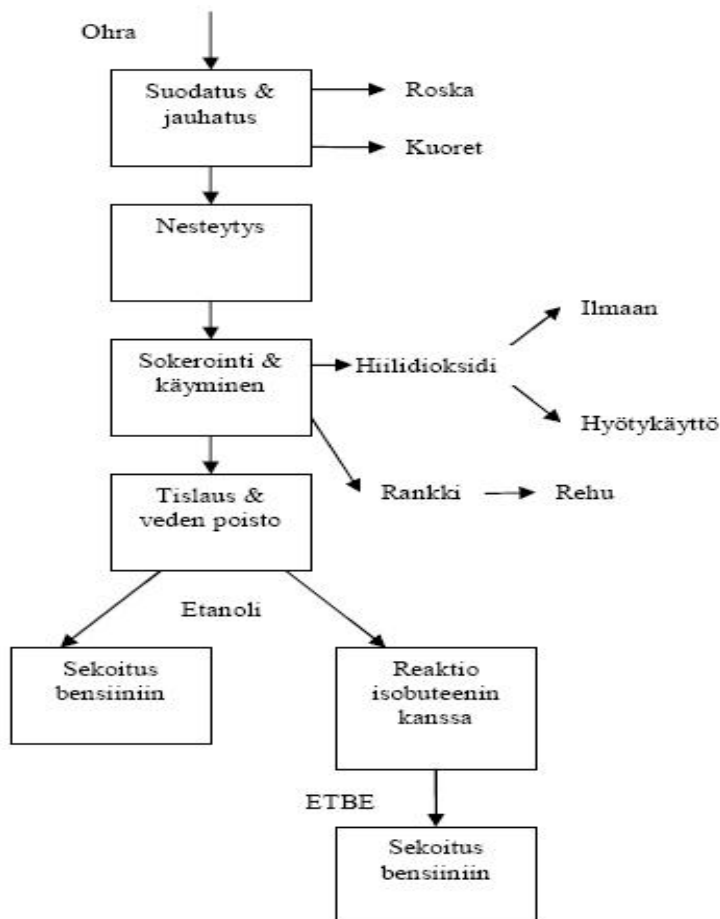 Ohra
Suodatus &
jauhatus
Roska
Kuoret
Nesteytys
Ilmaan
Sokerointi &
käyminen
Hiilidioksidi
Hyötykäyttö
Tislaus &
veden poisto
Rankki
Rehu
Etanoli
Sekoitus
bensiiniin
Reaktio
isobuteenin
kanssa
ETBE
Sekoitus
bensiiniin